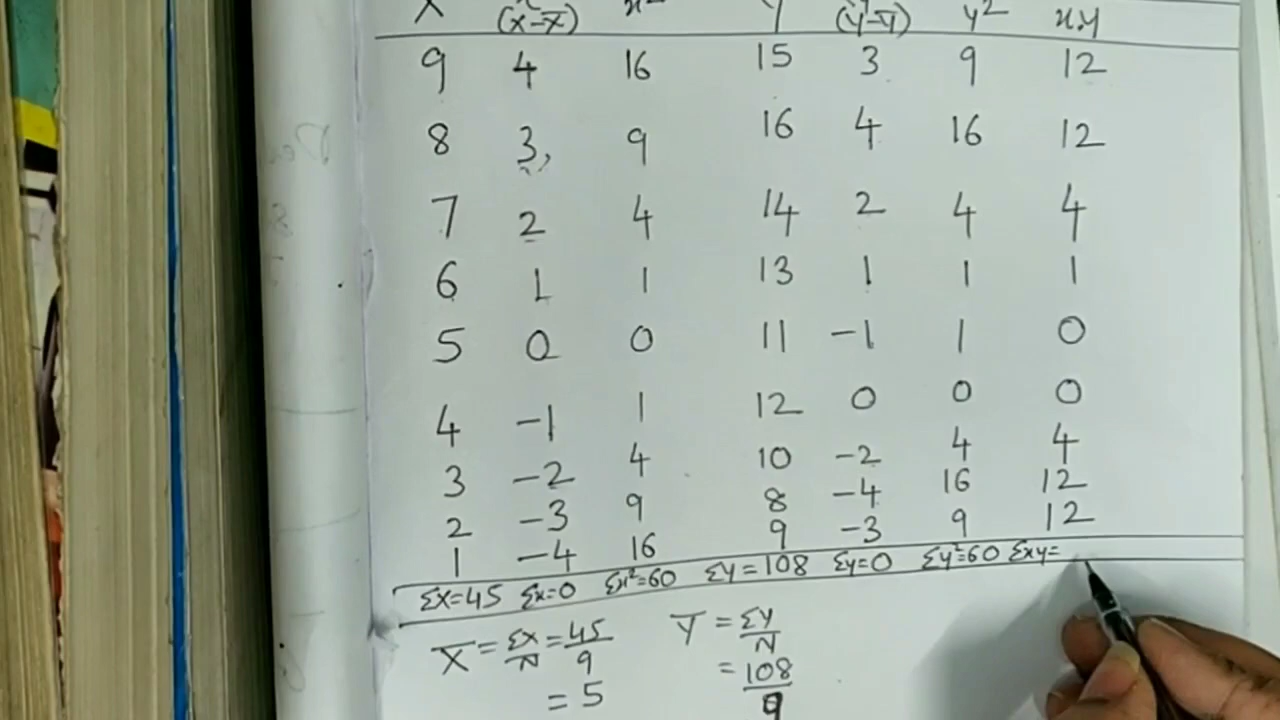 X (x-x̄) x² Y (y-ȳ) y² x.y
9 4 16 15 3 9 12
8 3, 9 16 4 16 12
7 2 4 14 2 4 4
6 1 1 13 1 1 1
5 0 0 11 -1 1 0
4 -1 1 12 0 0 0
3 -2 4 10 -2 4 4
2 -3 9 8 -4 16 12
1 -4 16 9 -3 9 12
ΣX=45 Σx=0 Σx²=60 ΣY=108 Σy=0 Σy²=60 Σxy=
X̄ = ΣX/N = 45/9 Y̅ = ΣY/N
= 5 = 108/9